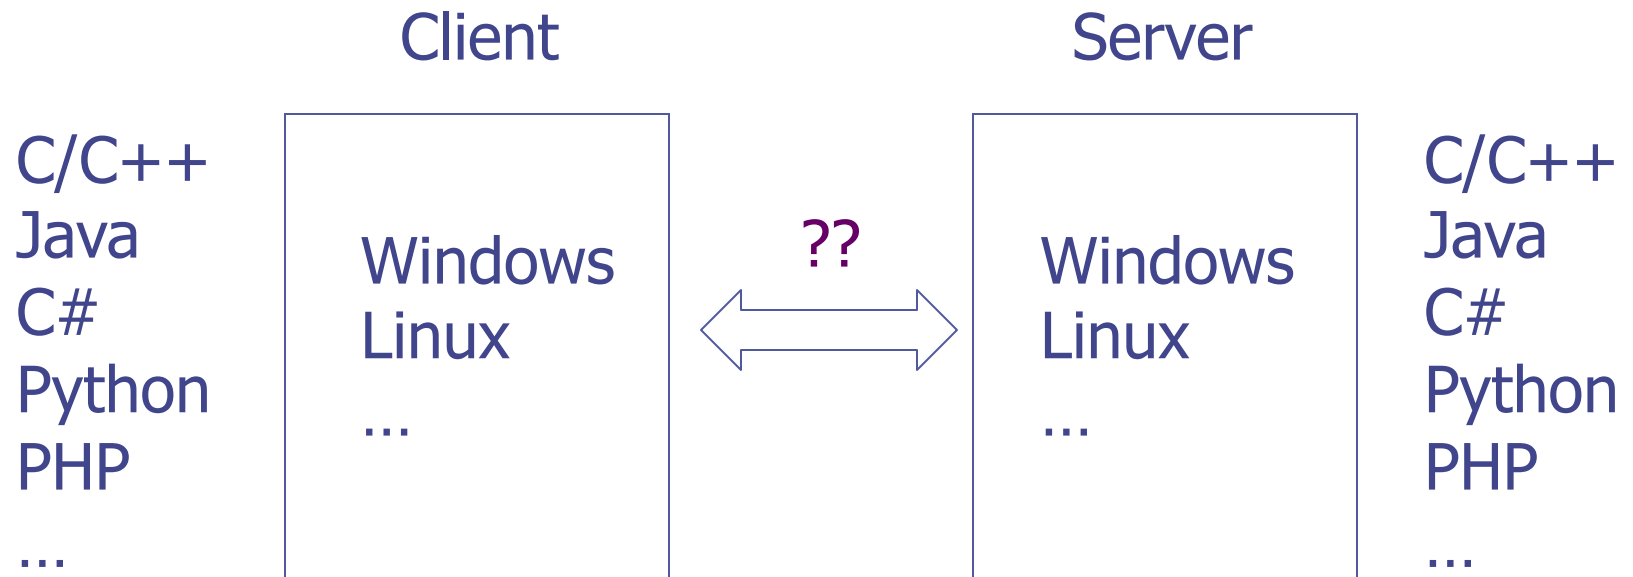 Client
Server
C/C++
Java
C#
Python
PHP
...
Windows
Linux
...
??
Windows
Linux
...
C/C++
Java
C#
Python
PHP
...